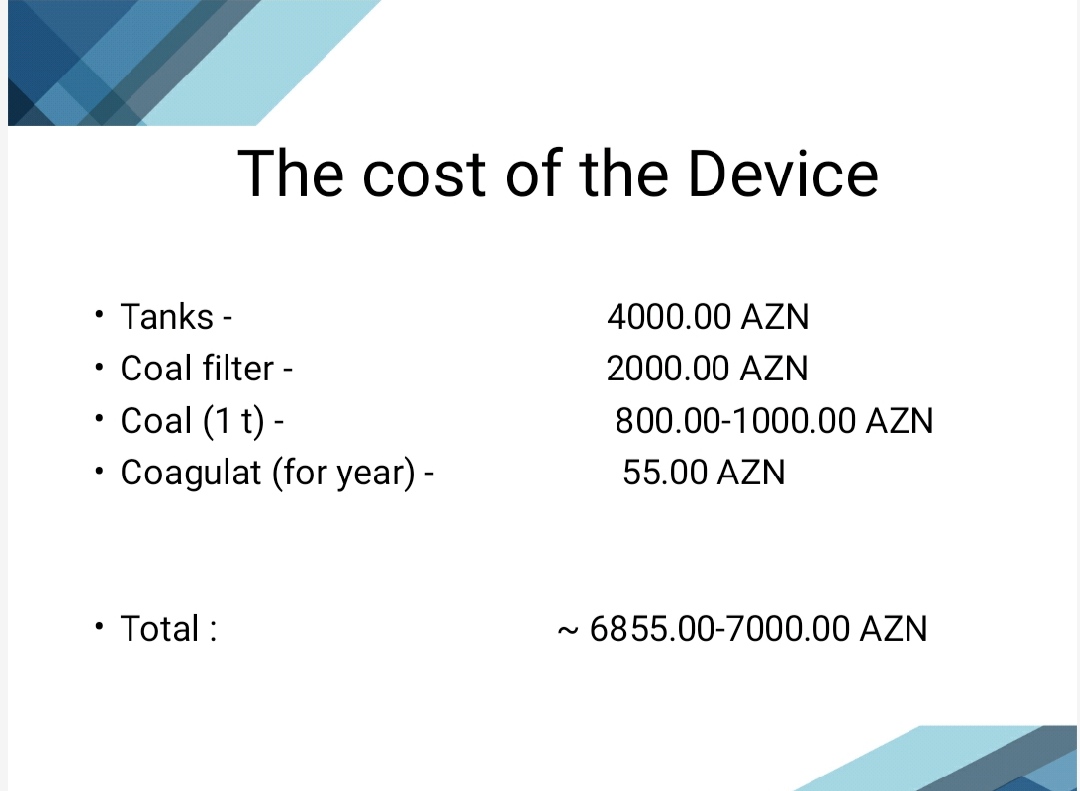 The cost of the Device
• Tanks - 4000.00 AZN
• Coal filter - 2000.00 AZN
• Coal (1 t) - 800.00-1000.00 AZN
• Coagulat (for year) - 55.00 AZN
• Total : ~ 6855.00-7000.00 AZN